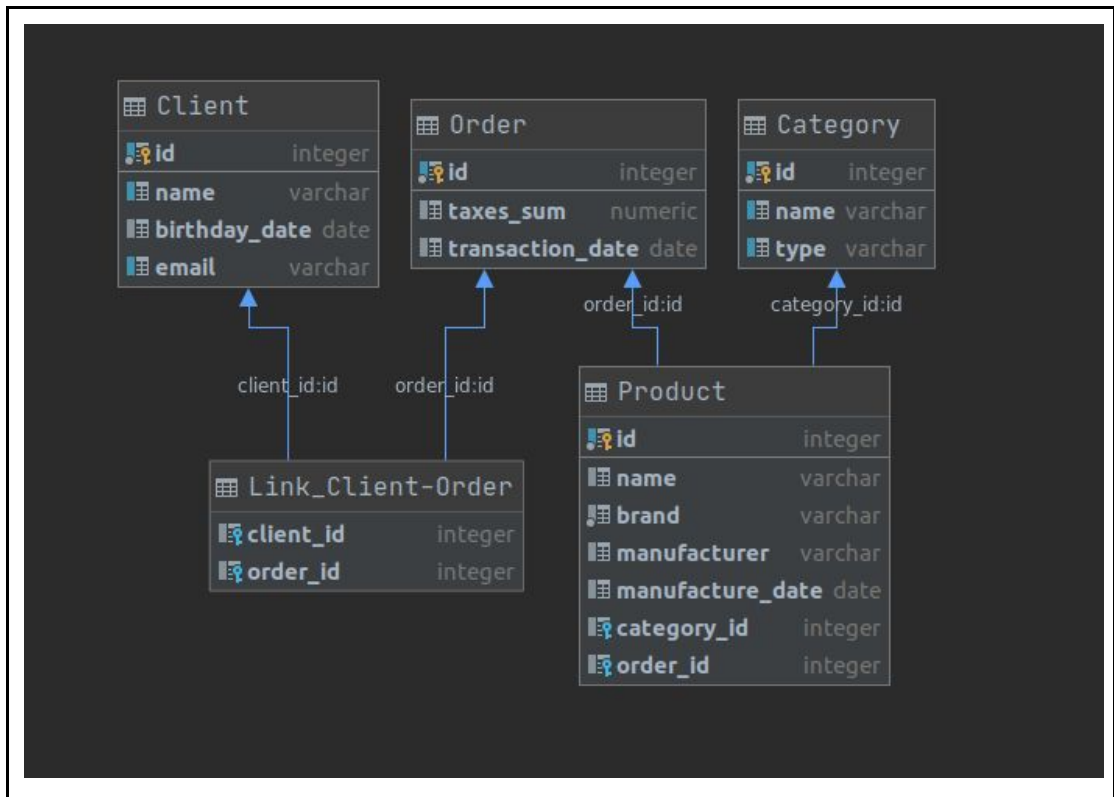 Client
id integer
name varchar
birthday_date date
email varchar
Order
id integer
taxes_sum numeric
transaction_date date
Category
id integer
name varchar
type varchar
order_id:id
category_id:id
client_id:id
order_id:id
Link_Client-Order
client_id integer
order_id integer
Product
id integer
name varchar
brand varchar
manufacturer varchar
manufacture_date date
category_id integer
order_id integer